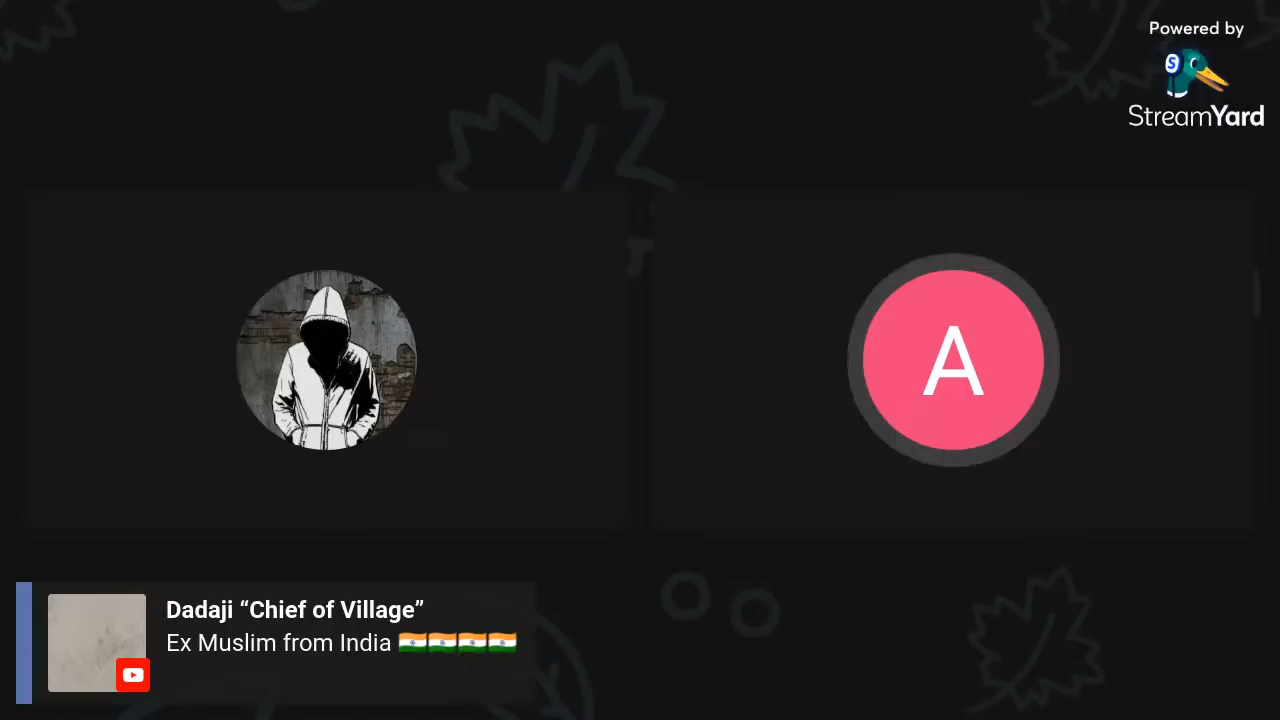 Powered by
S
StreamYard
A
Dadaji “Chief of Village”
Ex Muslim from India 🇮🇳🇮🇳🇮🇳🇮🇳